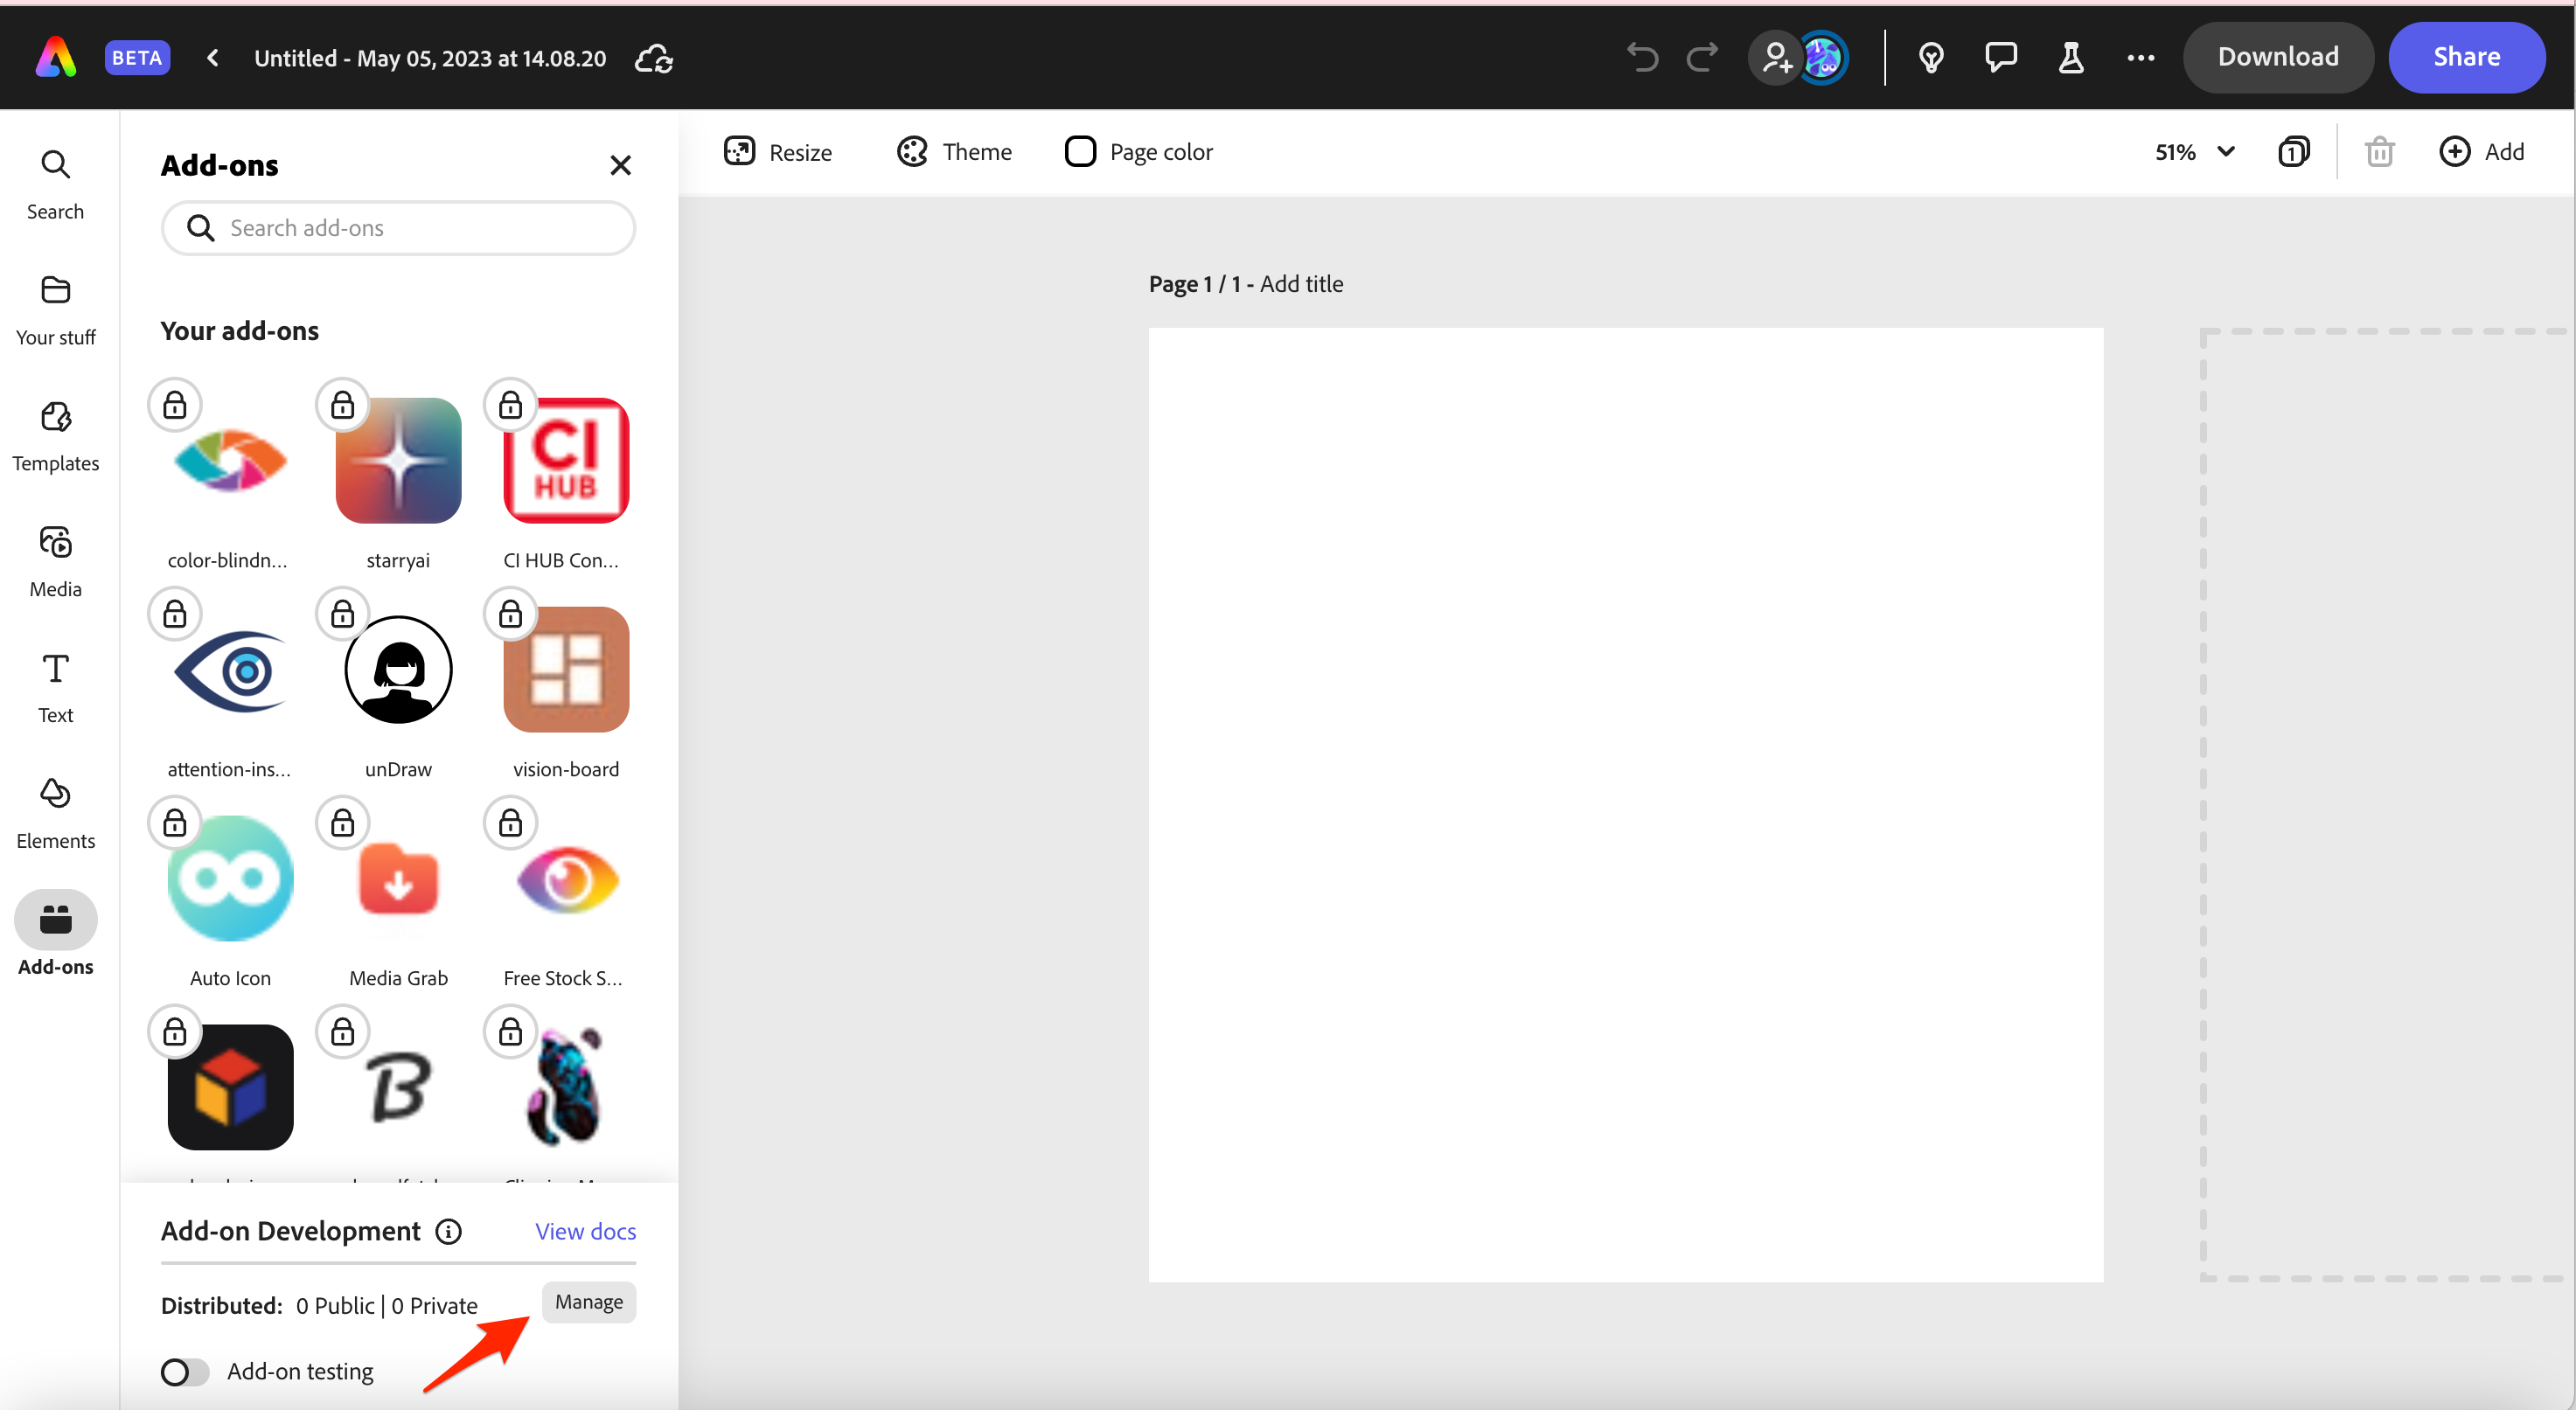 BETA
Untitled - May 05, 2023 at 14.08.20
Download
Share
Search
Your stuff
Templates
Media
Text
Elements
Add-ons
Add-ons
Search add-ons
Your add-ons
color-blindn...
starryai
CI HUB
CI HUB Con...
attention-ins...
unDraw
vision-board
Auto Icon
Media Grab
Free Stock S...
B
Add-on Development
View docs
Distributed: 0 Public | 0 Private
Manage
Add-on testing
Resize
Theme
Page color
51%
1
Add
Page 1 / 1 - Add title